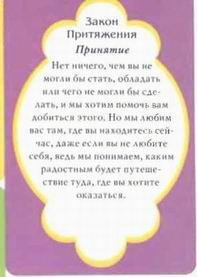 Закон
Притяжения
Принятие
Нет ничего, чем вы не
могли бы стать, обладать
или чего не могли бы сде-
лать, и мы хотим помочь вам
добиться этого. Но мы любим
вас там, где вы находитесь сей-
час, даже если вы не любите
себя, ведь мы понимаем, каким
радостным будет путеше-
ствие туда, где вы хотите
оказаться.